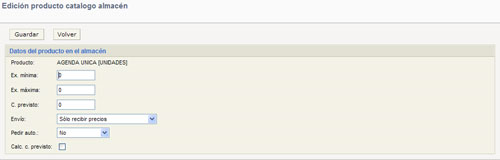 Edición producto catalogo almacén
Guardar Volver
Datos del producto en el almacén
Producto: AGENDA UNICA [UNIDADES]
Ex. mínima: 0
Ex. máxima: 0
C. previsto: 0
Envío: Sólo recibir precios
Pedir auto.: No
Calc. c. previsto: